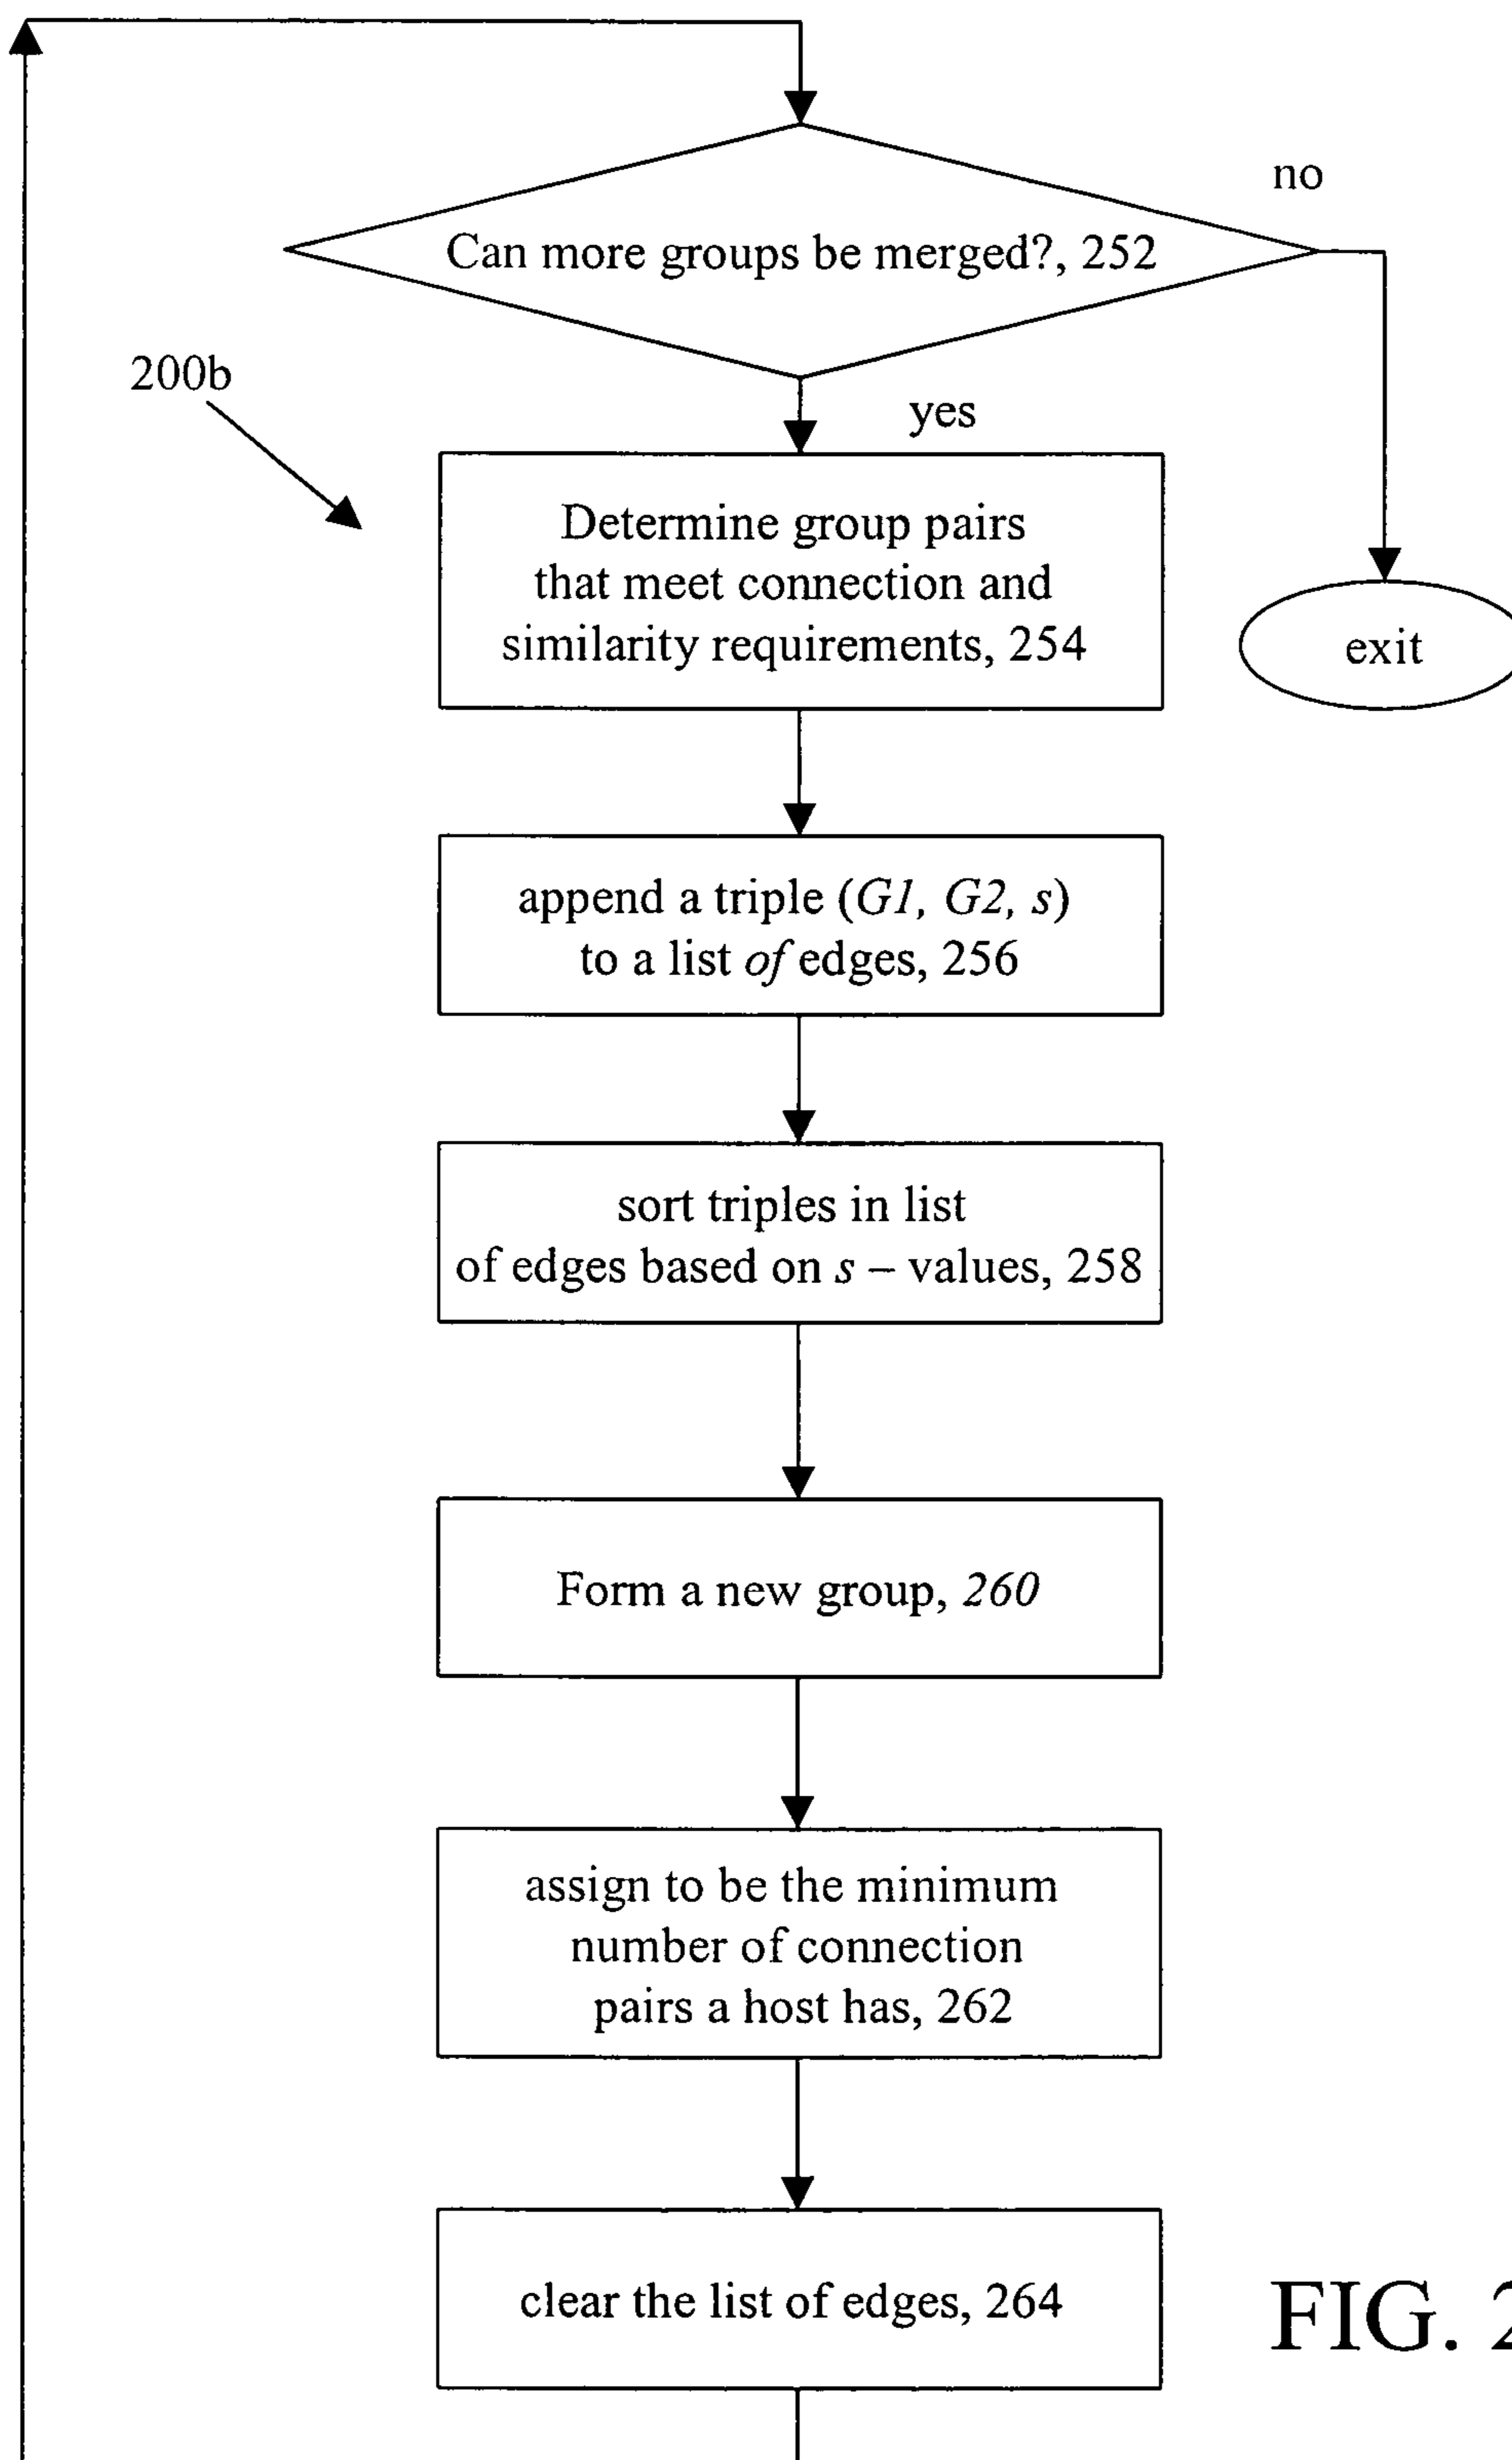 no
Can more groups be merged?, 252
200b
yes
Determine group pairs
that meet connection and
similarity requirements, 254
exit
append a triple (G1, G2, s)
to a list of edges, 256
sort triples in list
of edges based on s – values, 258
Form a new group, 260
assign to be the minimum
number of connection
pairs a host has, 262
clear the list of edges, 264
FIG. 2